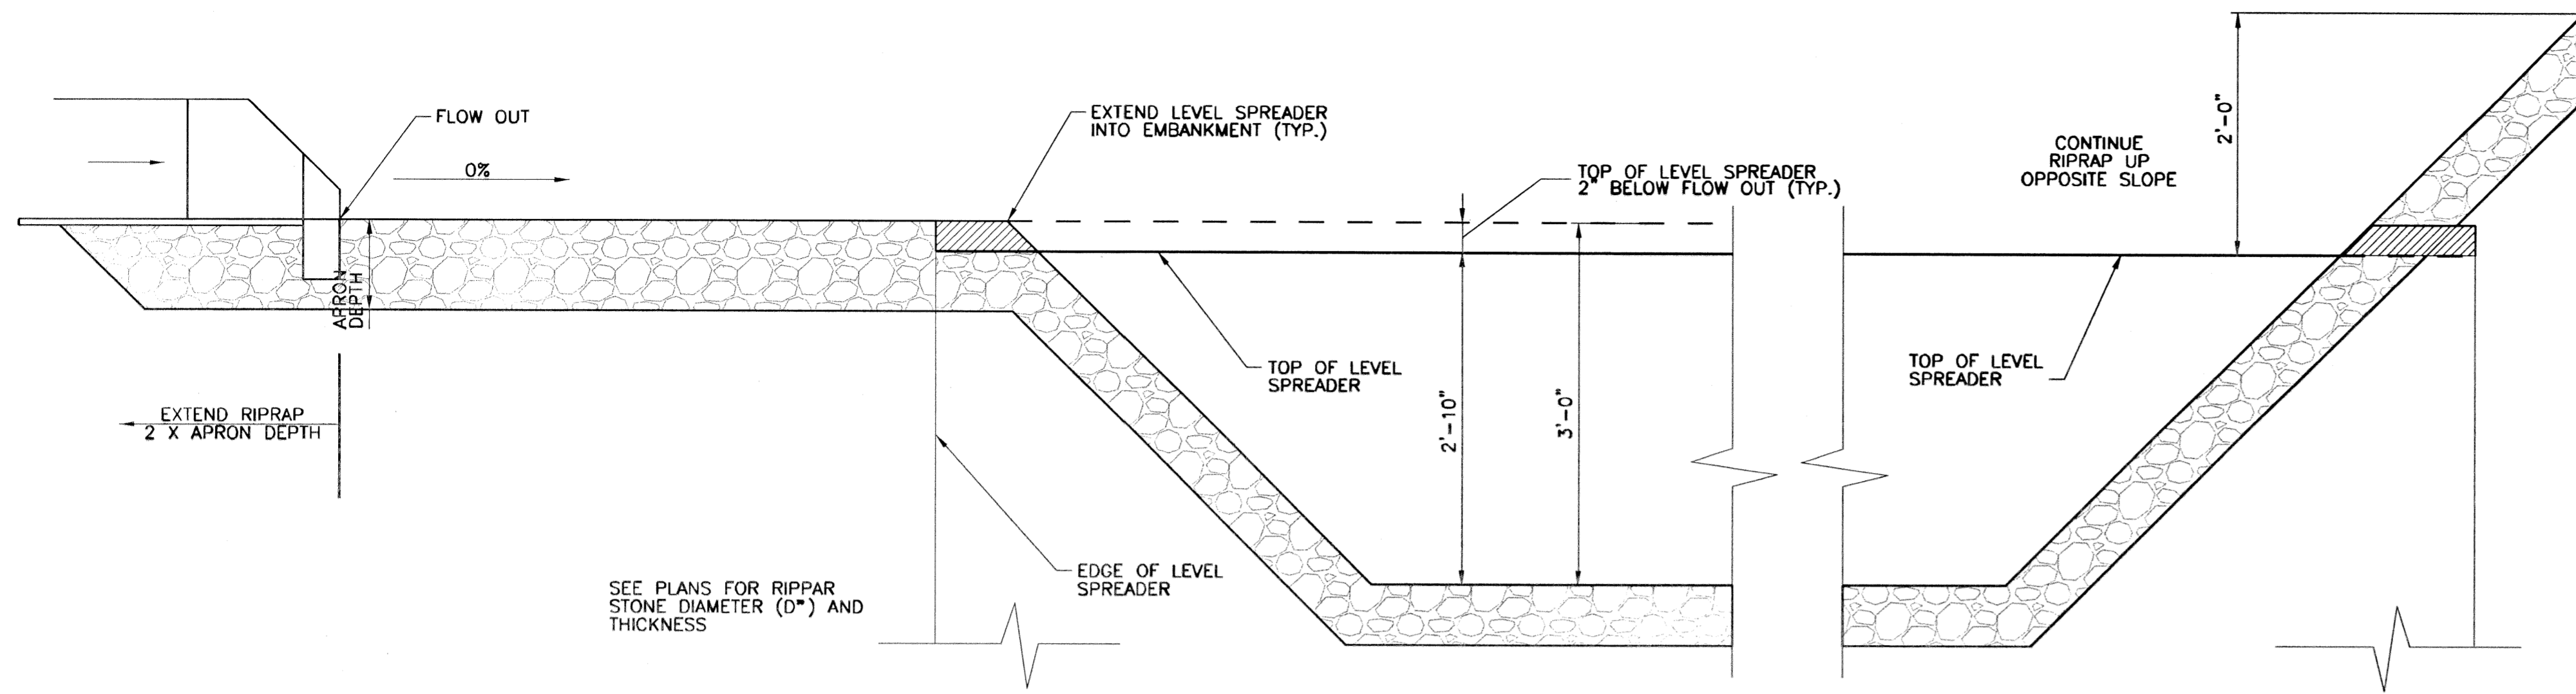 FLOW OUT
0%
EXTEND LEVEL SPREADER
INTO EMBANKMENT (TYP.)
TOP OF LEVEL SPREADER
2" BELOW FLOW OUT (TYP.)
CONTINUE
RIPRAP UP
OPPOSITE SLOPE
2'-0"
APRON
DEPTH
EXTEND RIPRAP
2 X APRON DEPTH
TOP OF LEVEL
SPREADER
2'-10"
3'-0"
TOP OF LEVEL
SPREADER
EDGE OF LEVEL
SPREADER
SEE PLANS FOR RIPPAR
STONE DIAMETER (D") AND
THICKNESS